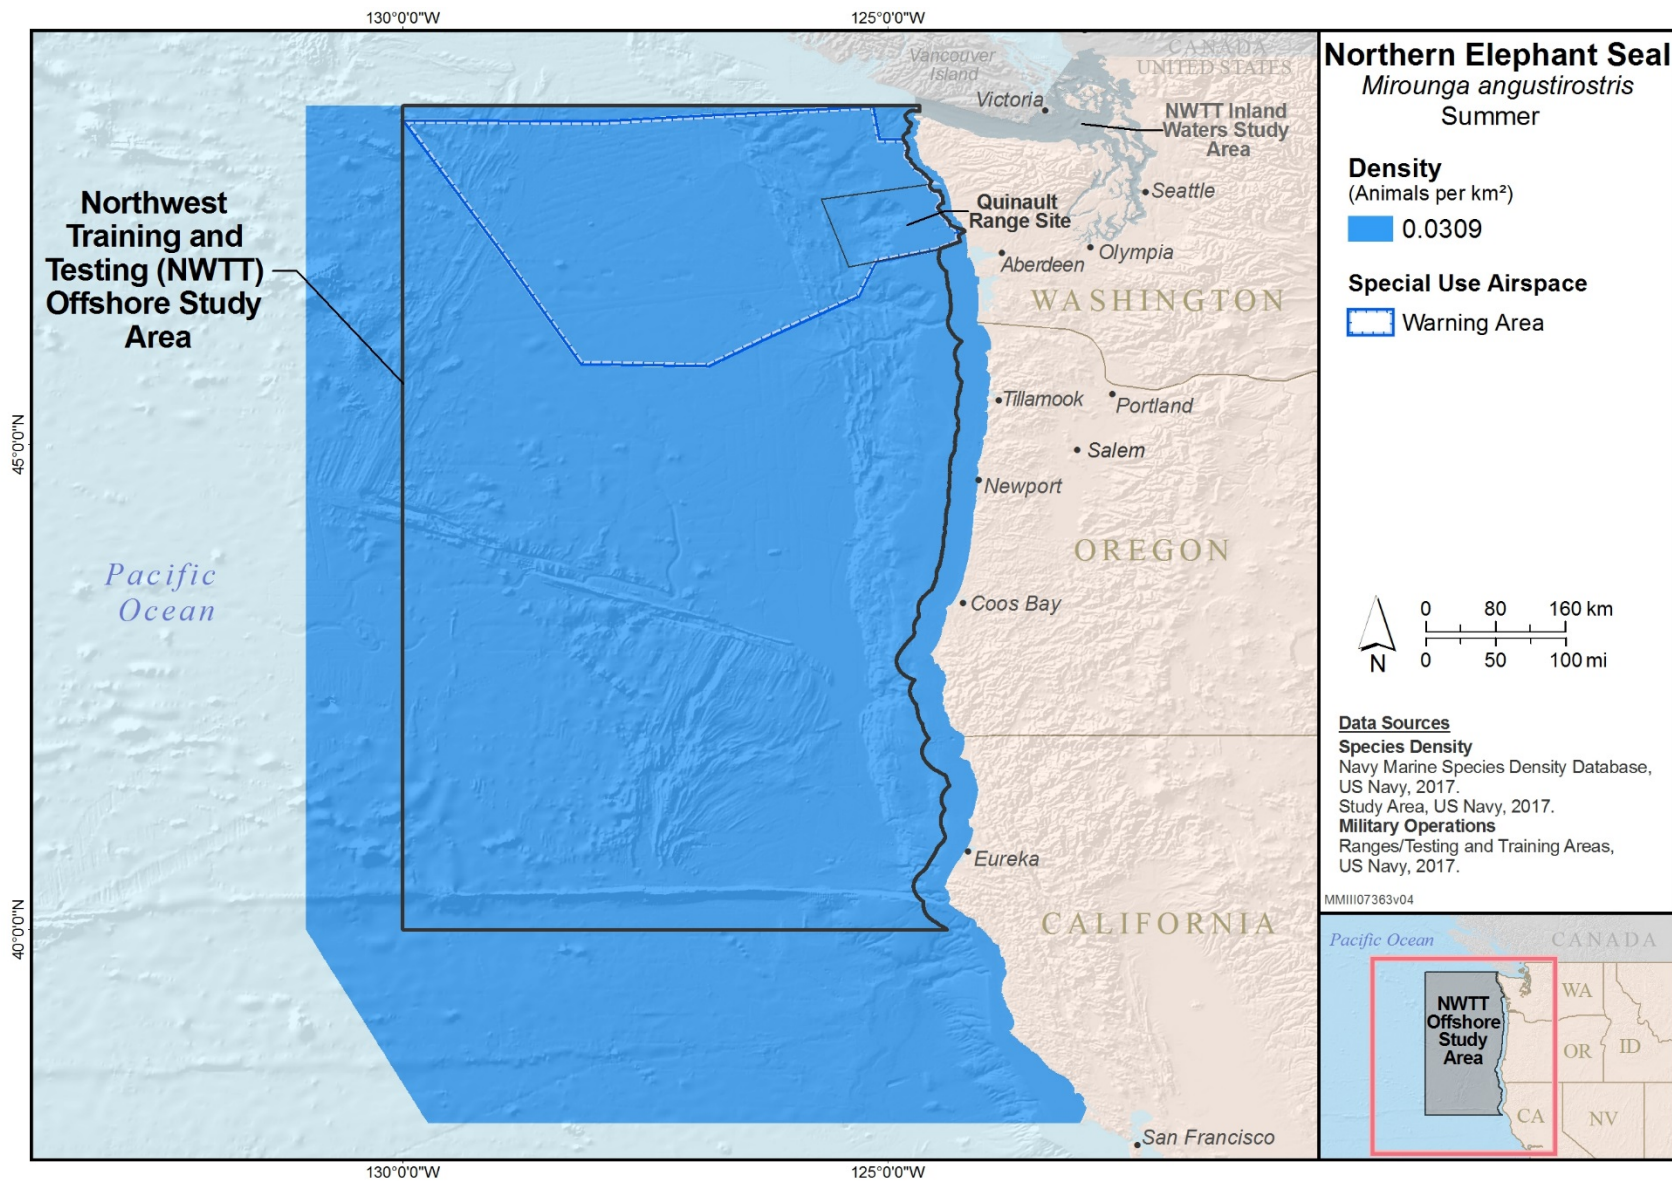 130°0'0"W
125°0'0"W
45°0'0"N
40°0'0"N
130°0'0"W
125°0'0"W
Vancouver
Island
CANADA
UNITED STATES
Victoria
NWTT Inland
Waters Study
Area
Seattle
Quinault
Range Site
Olympia
Aberdeen
WASHINGTON
Northwest
Training and
Testing (NWTT)
Offshore Study
Area
Tillamook
Portland
Salem
Newport
OREGON
Pacific
Ocean
Coos Bay
Eureka
CALIFORNIA
San Francisco
Northern Elephant Seal
Mirounga angustirostris
Summer
Density
(Animals per km²)
0.0309
Special Use Airspace
Warning Area
N
0 80 160 km
0 50 100 mi
Data Sources
Species Density
Navy Marine Species Density Database,
US Navy, 2017.
Study Area, US Navy, 2017.
Military Operations
Ranges/Testing and Training Areas,
US Navy, 2017.
MMIII07363v04
Pacific Ocean
CANADA
NWTT
Offshore
Study
Area
WA
OR
ID
CA
NV